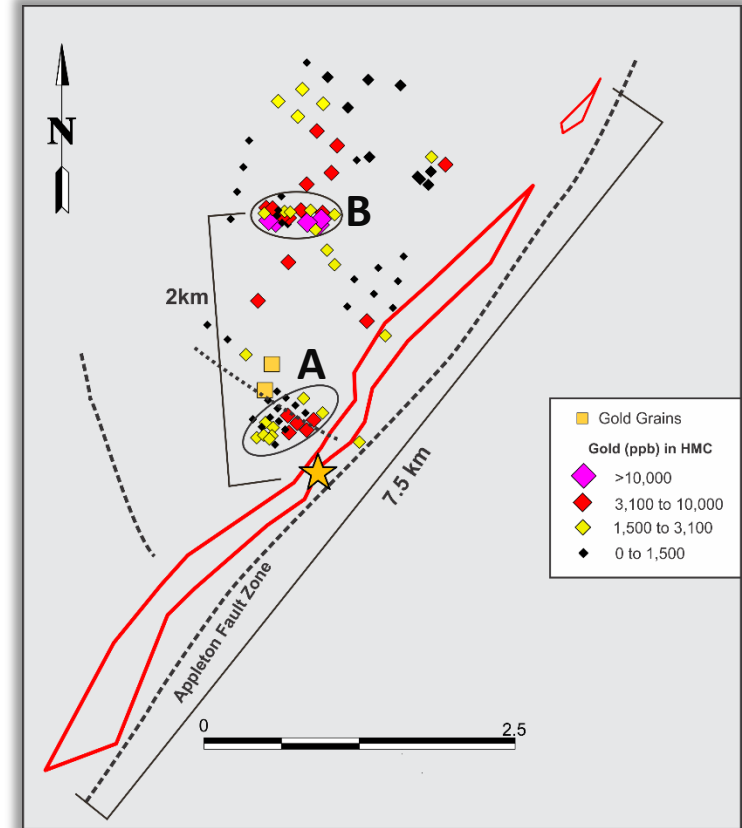 N
B
2km
A
7.5 km
Appleton Fault Zone
0
2.5
Gold Grains
Gold (ppb) in HMC
>10,000
3,100 to 10,000
1,500 to 3,100
0 to 1,500